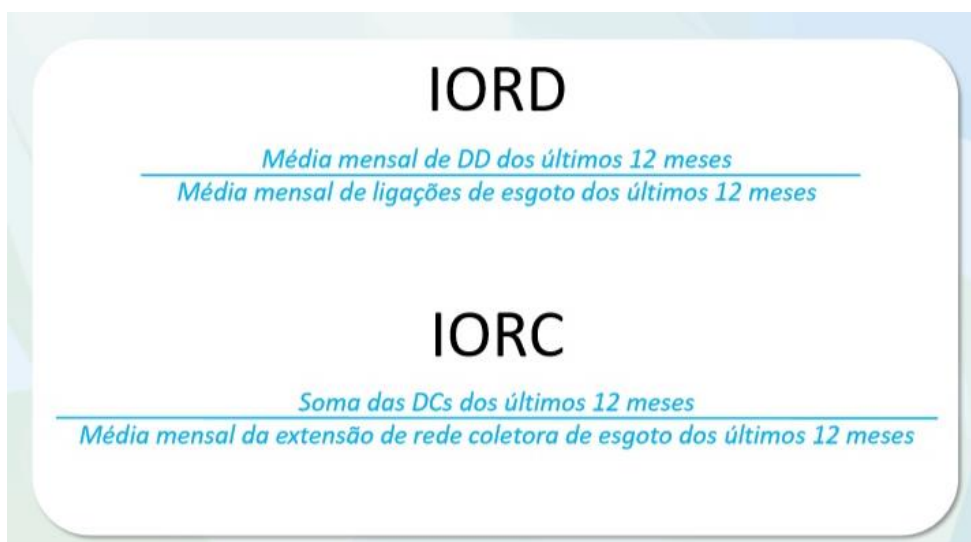 IORD
Média mensal de DD dos últimos 12 meses
Média mensal de ligações de esgoto dos últimos 12 meses
IORC
Soma das DCs dos últimos 12 meses
Média mensal da extensão de rede coletora de esgoto dos últimos 12 meses